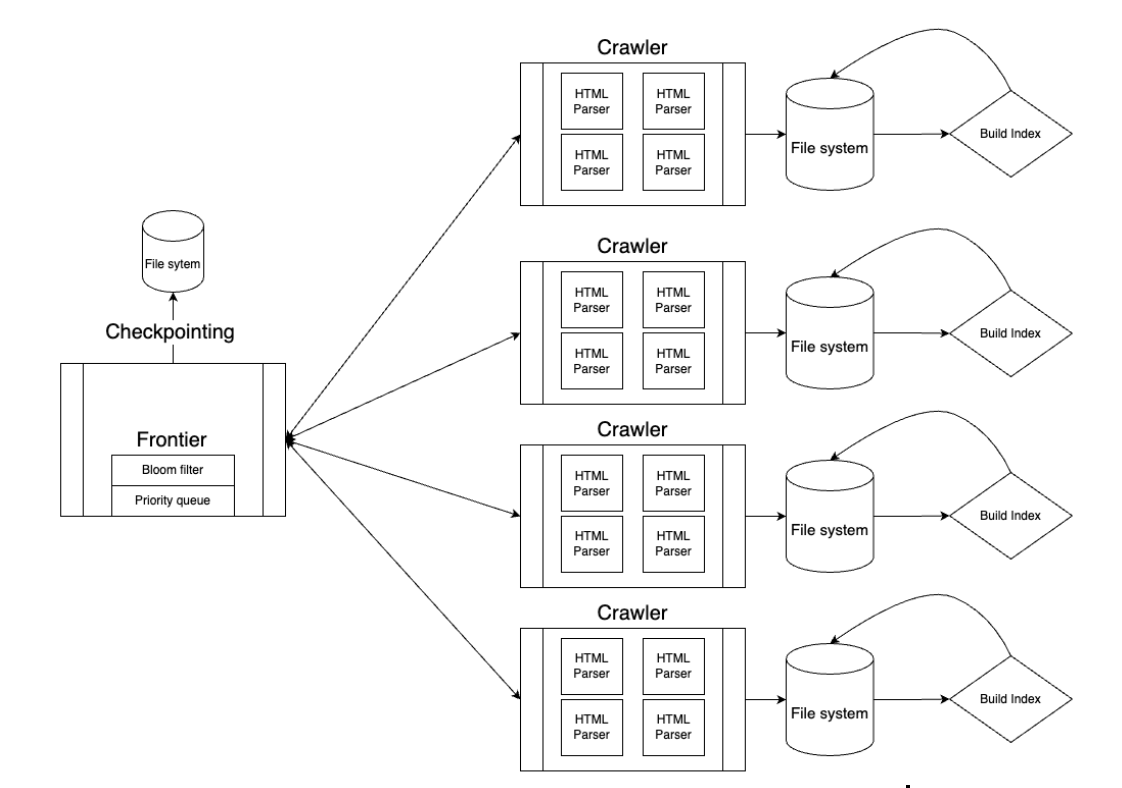 Crawler
HTML
Parser
HTML
Parser
HTML
Parser
HTML
Parser
File system
Build Index
File sytem
Checkpointing
Frontier
Bloom filter
Priority queue
Crawler
HTML
Parser
HTML
Parser
HTML
Parser
HTML
Parser
File system
Build Index
Crawler
HTML
Parser
HTML
Parser
HTML
Parser
HTML
Parser
File system
Build Index
Crawler
HTML
Parser
HTML
Parser
HTML
Parser
HTML
Parser
File system
Build Index